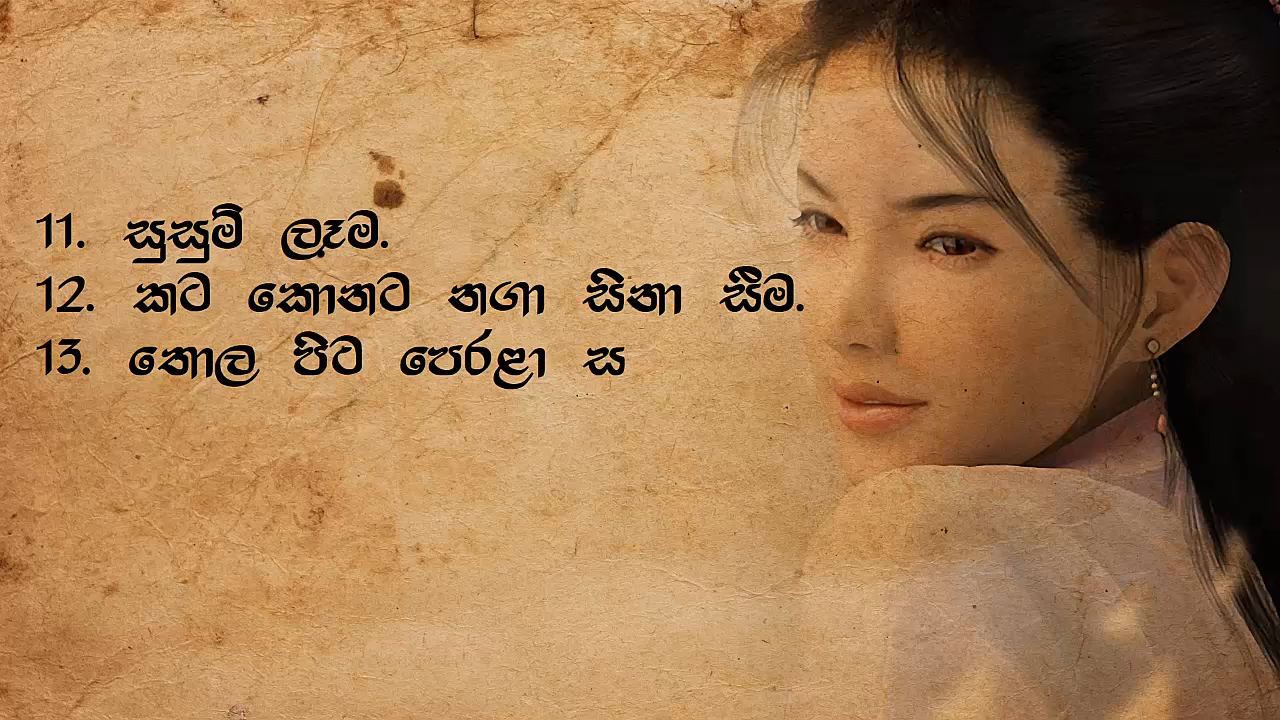 11. සුසුම් ලෑම.
12. කට කොනට නගා සිනා සීම.
13. තොල පිට පෙරළා ස